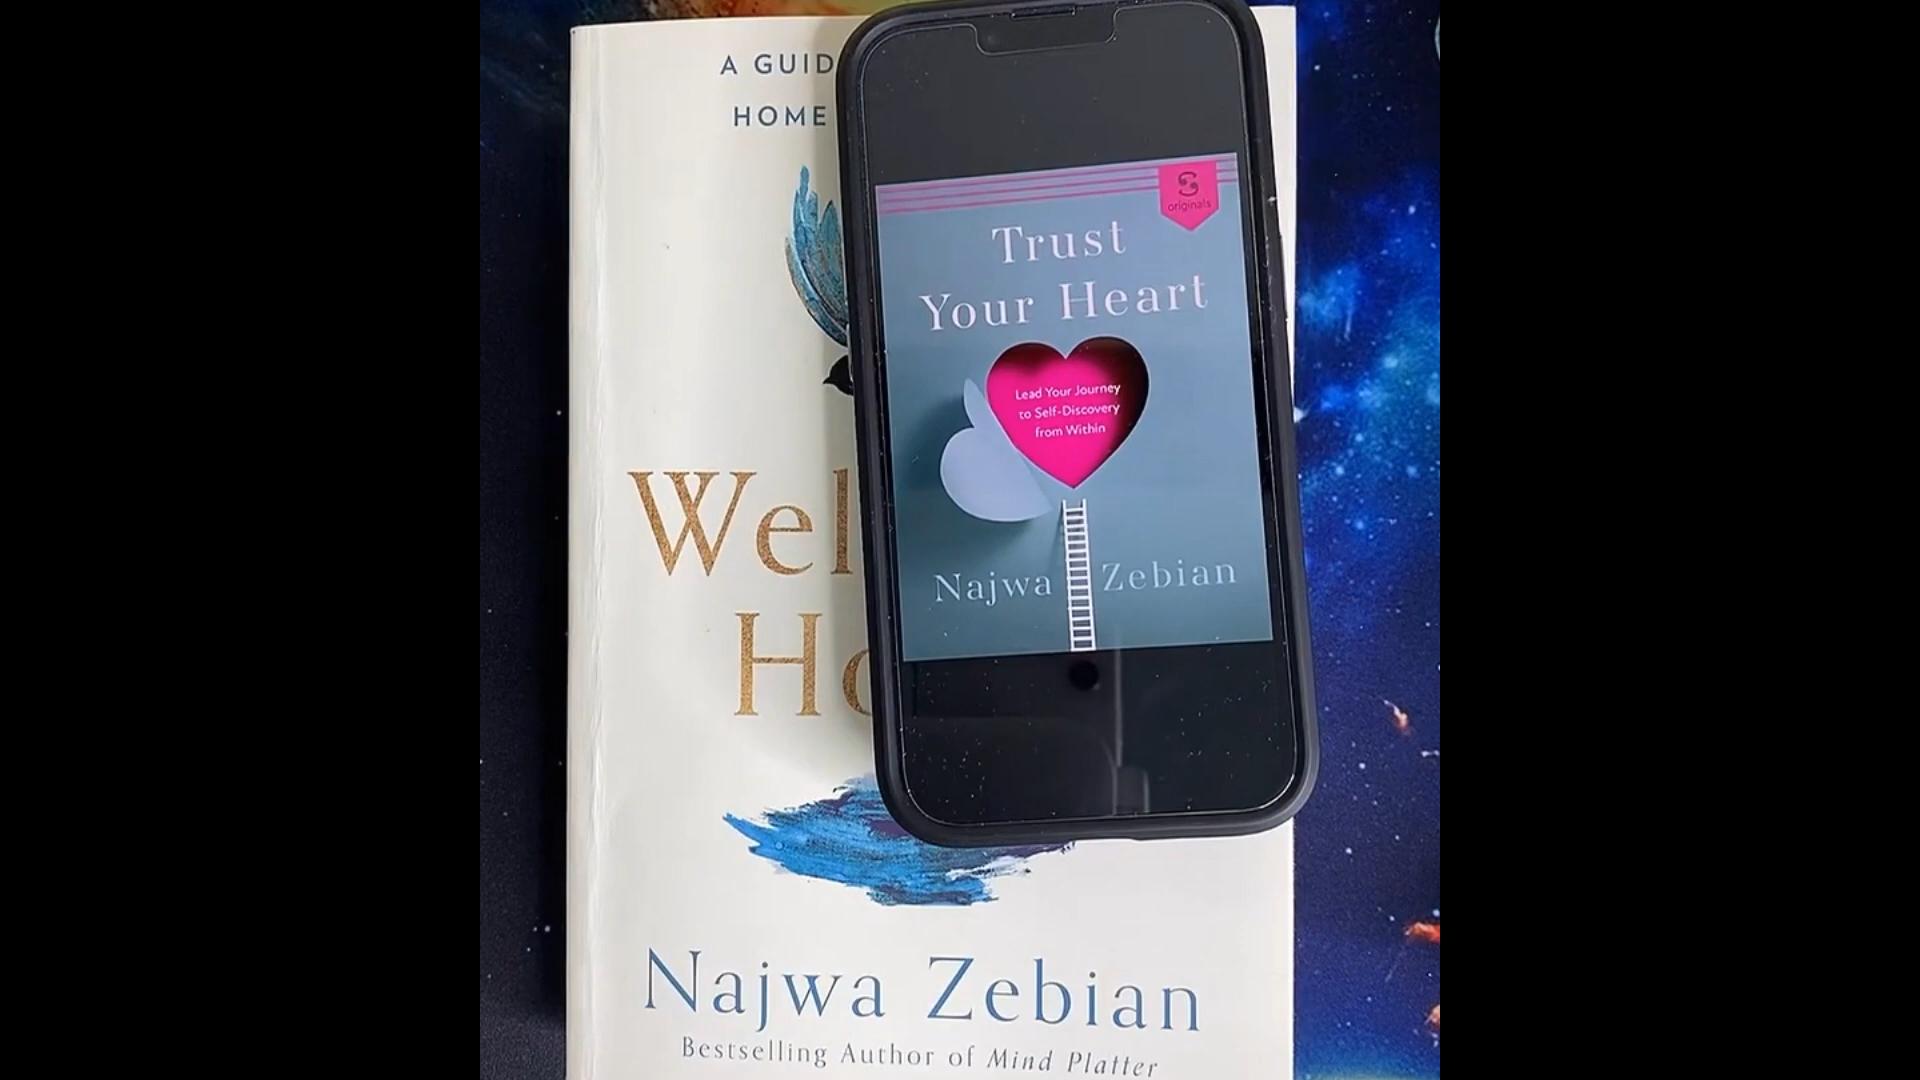 A GUID
HOME
Wel
Ho
Najwa Zebian
Bestselling Author of Mind Platter
originals
Trust
Your Heart
Lead Your Journey
to Self-Discovery
from Within
Najwa Zebian